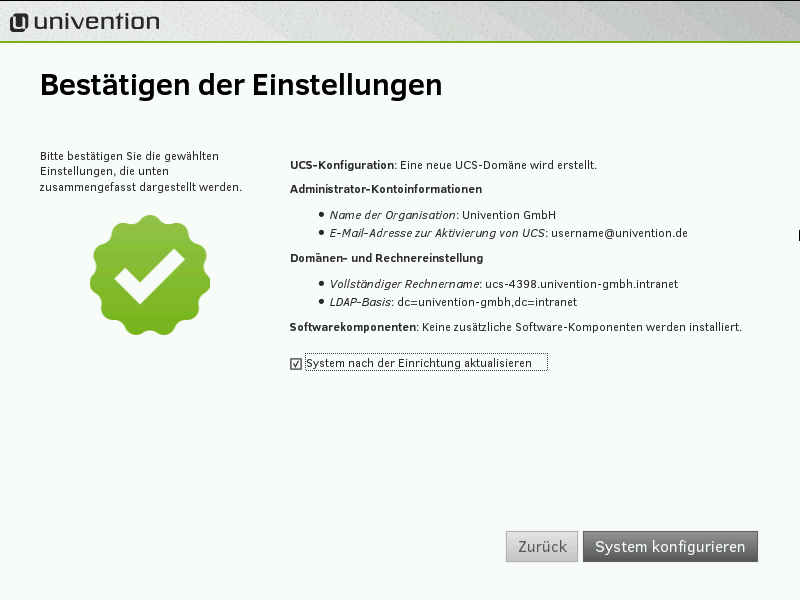 univention
Bestätigen der Einstellungen
Bitte bestätigen Sie die gewählten
Einstellungen, die unten
zusammengefasst dargestellt werden.
UCS-Konfiguration: Eine neue UCS-Domäne wird erstellt.
Administrator-Kontoinformationen
• Name der Organisation: Univention GmbH
• E-Mail-Adresse zur Aktivierung von UCS: username@univention.de
Domänen- und Rechnereinstellung
• Vollständiger Rechnername: ucs-4398.univention-gmbh.intranet
• LDAP-Basis: dc=univention-gmbh,dc=intranet
Softwarekomponenten: Keine zusätzliche Software-Komponenten werden installiert.
System nach der Einrichtung aktualisieren
Zurück System konfigurieren